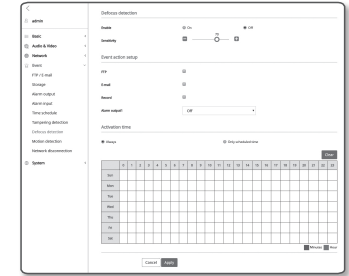 admin
Basic
Audio & Video
Network
Event
FTP / E-mail
Storage
Alarm output
Alarm input
Time schedule
Tampering detection
Defocus detection
Motion detection
Network disconnection
System
Defocus detection
Enable
On
Off
Sensitivity
Event action setup
FTP
E-mail
Record
Alarm output1
Off
Activation time
Always
Only scheduled time
Clear
0 1 2 3 4 5 6 7 8 9 10 11 12 13 14 15 16 17 18 19 20 21 22 23
Sun
Mon
Tue
Wed
Thu
Fri
Sat
Minutes Hour
Cancel Apply